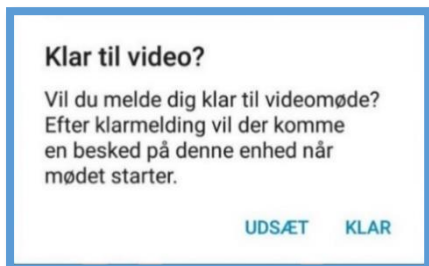 Klar til video?
Vil du melde dig klar til videomøde?
Efter klarmelding vil der komme
en besked på denne enhed når
mødet starter.
UDSÆT KLAR